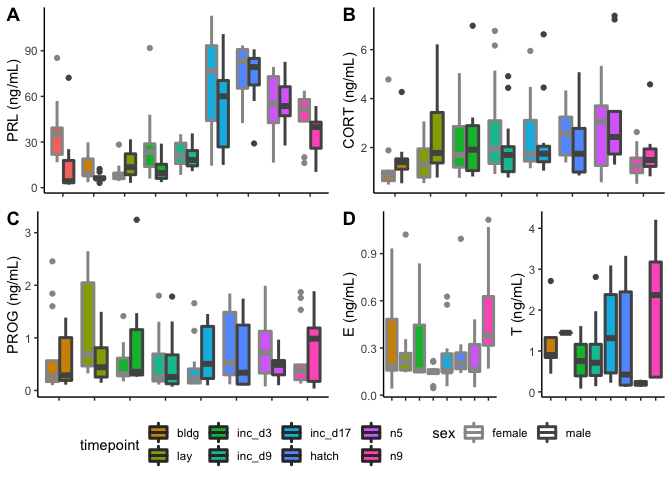 A
PRL (ng/mL)
90
60
30
0
B
CORT (ng/mL)
6
4
2
C
PROG (ng/mL)
3
2
1
0
D
E (ng/mL)
0.9
0.6
0.3
0.0
T (ng/mL)
4
3
2
1
0
timepoint
bldg inc_d3 inc_d17 n5
lay inc_d9 hatch n9
sex female male